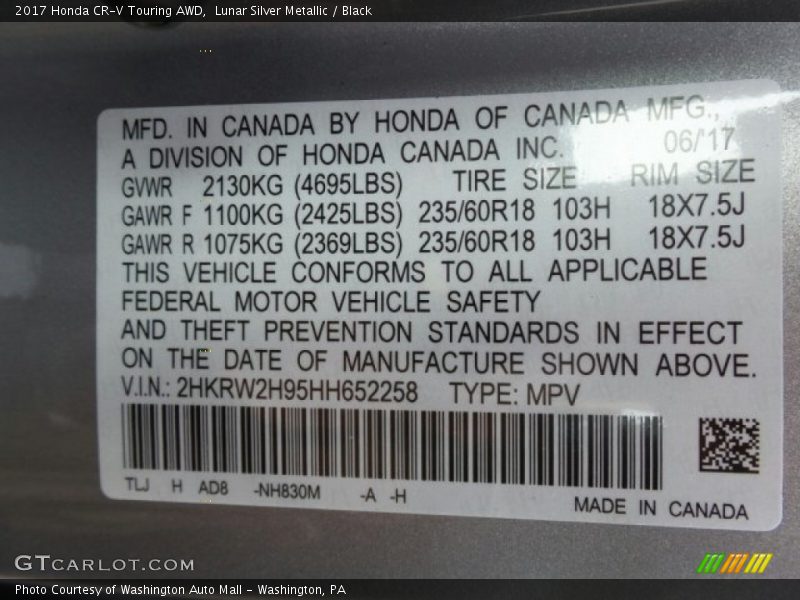 2017 Honda CR-V Touring AWD,  Lunar Silver Metallic / Black
MFD. IN CANADA BY HONDA OF CANADA MFG.,
A DIVISION OF HONDA CANADA INC. 06/17
GVWR 2130KG (4695LBS) TIRE SIZE RIM SIZE
GAWR F 1100KG (2425LBS) 235/60R18 103H 18X7.5J
GAWR R 1075KG (2369LBS) 235/60R18 103H 18X7.5J
THIS VEHICLE CONFORMS TO ALL APPLICABLE
FEDERAL MOTOR VEHICLE SAFETY
AND THEFT PREVENTION STANDARDS IN EFFECT
ON THE DATE OF MANUFACTURE SHOWN ABOVE.
V.I.N.: 2HKRW2H95HH652258 TYPE: MPV
TLJ H AD8 -NH830M -A -H
MADE IN CANADA
GTCARLOT.COM
Photo Courtesy of Washington Auto Mall - Washington, PA